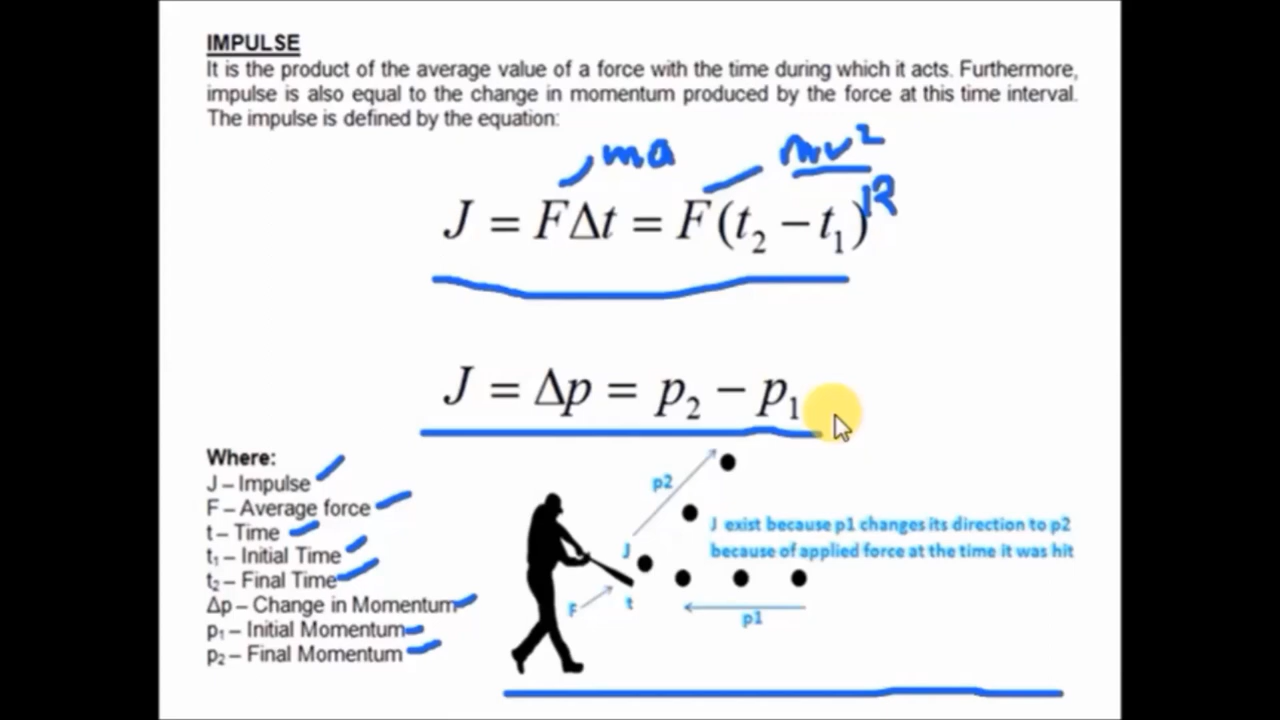 IMPULSE
It is the product of the average value of a force with the time during which it acts. Furthermore,
impulse is also equal to the change in momentum produced by the force at this time interval.
The impulse is defined by the equation:
ma
mv²
R
J = FΔt = F(t₂ − t₁)
J = Δp = p₂ − p₁
Where:
J – Impulse
F – Average force
t – Time
t₁ – Initial Time
t₂ – Final Time
Δp – Change in Momentum
p₁ – Initial Momentum
p₂ – Final Momentum
p2
J exist because p1 changes its direction to p2
because of applied force at the time it was hit
J
F
t
p1